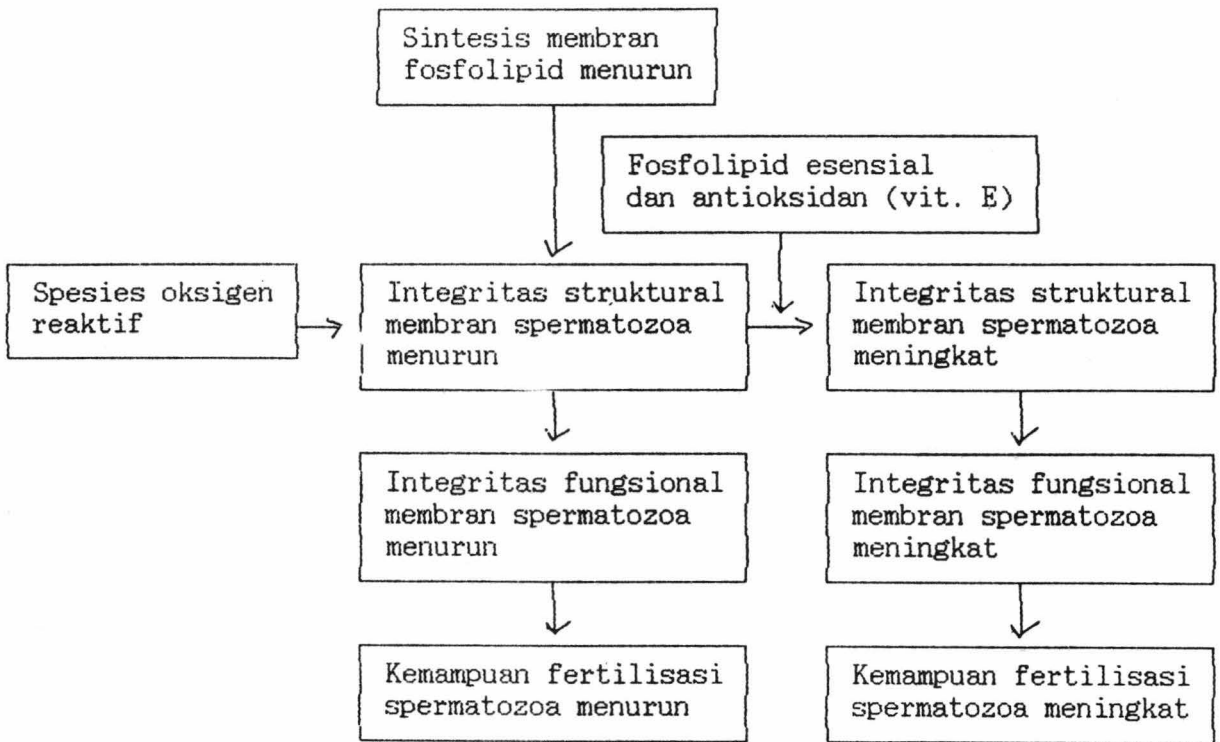 Sintesis membran
fosfolipid menurun
Fosfolipid esensial
dan antioksidan (vit. E)
Spesies oksigen
reaktif
Integritas struktural
membran spermatozoa
menurun
Integritas struktural
membran spermatozoa
meningkat
Integritas fungsional
membran spermatozoa
menurun
Integritas fungsional
membran spermatozoa
meningkat
Kemampuan fertilisasi
spermatozoa menurun
Kemampuan fertilisasi
spermatozoa meningkat